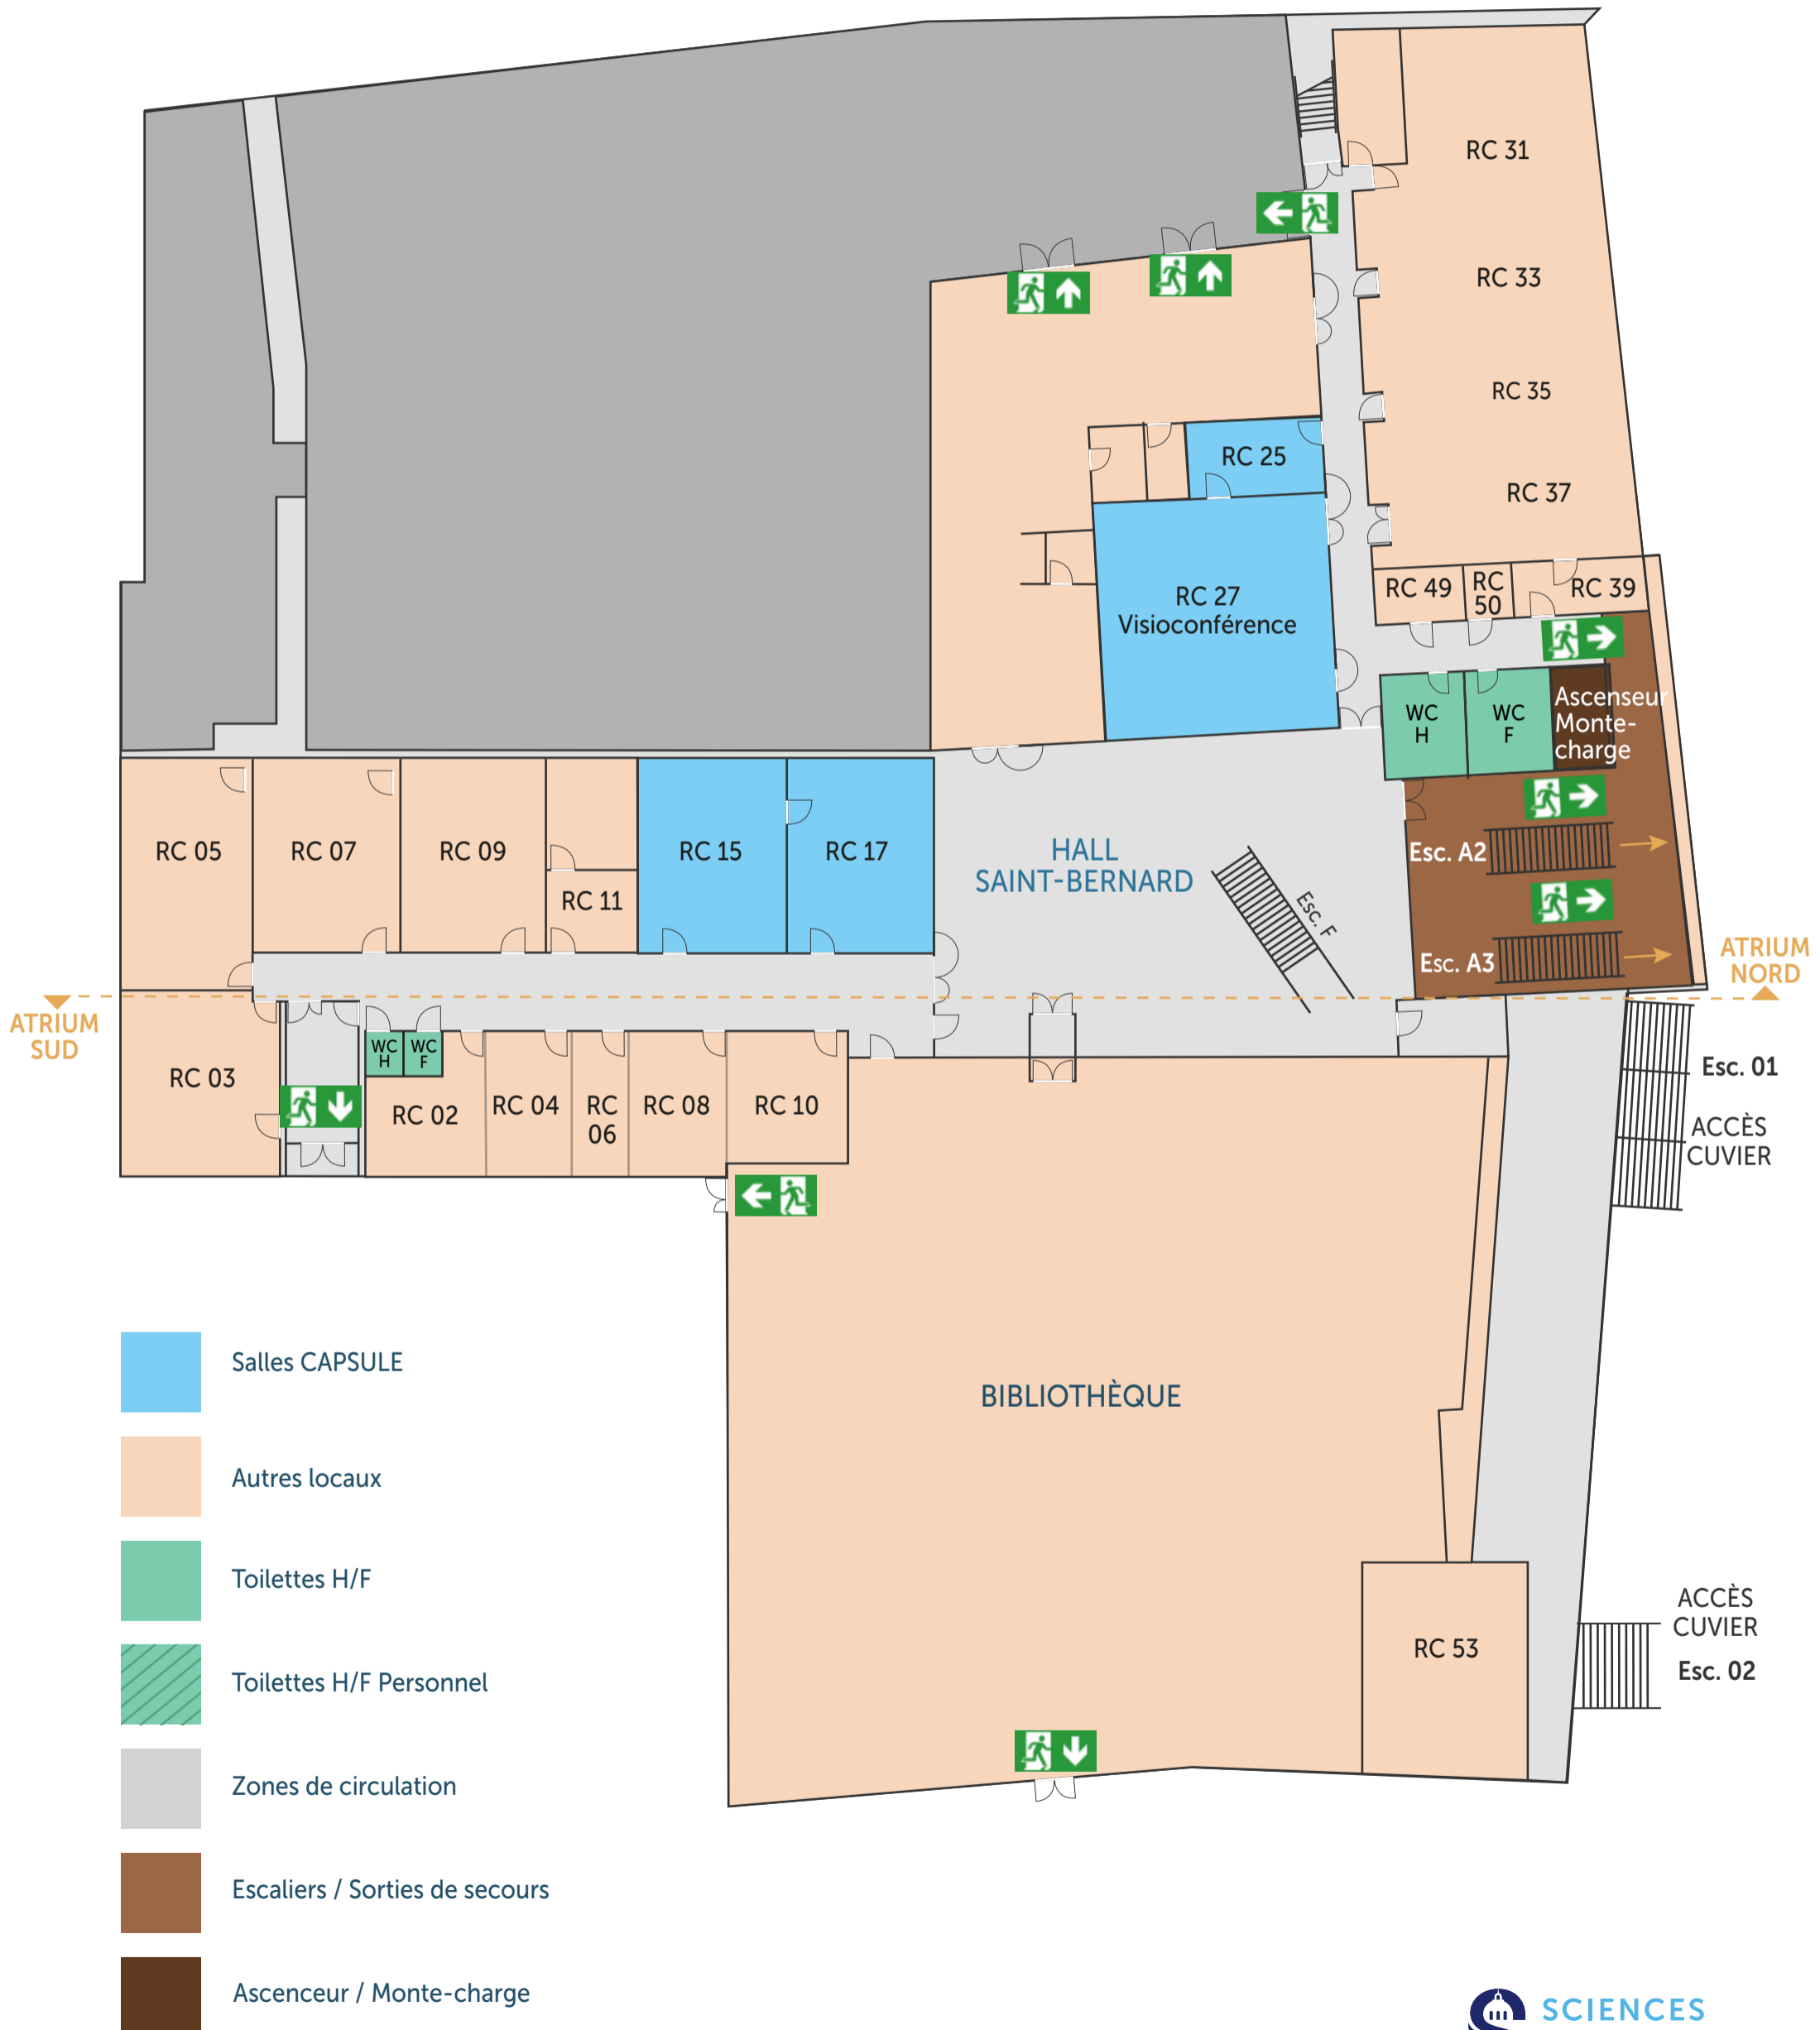 RC 31
RC 33
RC 35
RC 25
RC 37
RC 27
Visioconférence
RC 49
RC
50
RC 39
WC
H
WC
F
Ascenseur
Monte-
charge
RC 05
RC 07
RC 09
RC 11
RC 15
RC 17
HALL
SAINT-BERNARD
Esc. F
Esc. A2
Esc. A3
ATRIUM
NORD
ATRIUM
SUD
RC 03
WC
H
WC
F
RC 02
RC 04
RC
06
RC 08
RC 10
Esc. 01
ACCÈS
CUVIER
BIBLIOTHÈQUE
RC 53
ACCÈS
CUVIER
Esc. 02
Salles CAPSULE
Autres locaux
Toilettes H/F
Toilettes H/F Personnel
Zones de circulation
Escaliers / Sorties de secours
Ascenceur / Monte-charge
SCIENCES